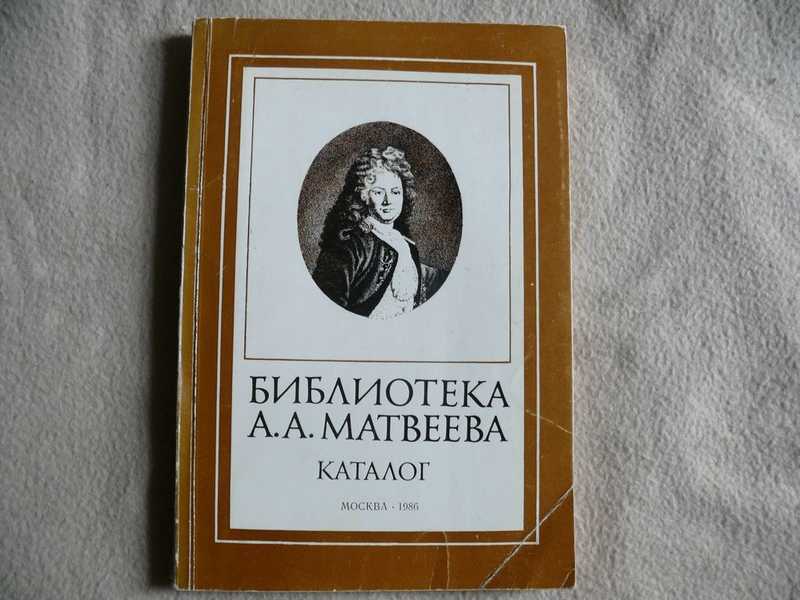 БИБЛИОТЕКА
А.А. МАТВЕЕВА
КАТАЛОГ
МОСКВА · 1986